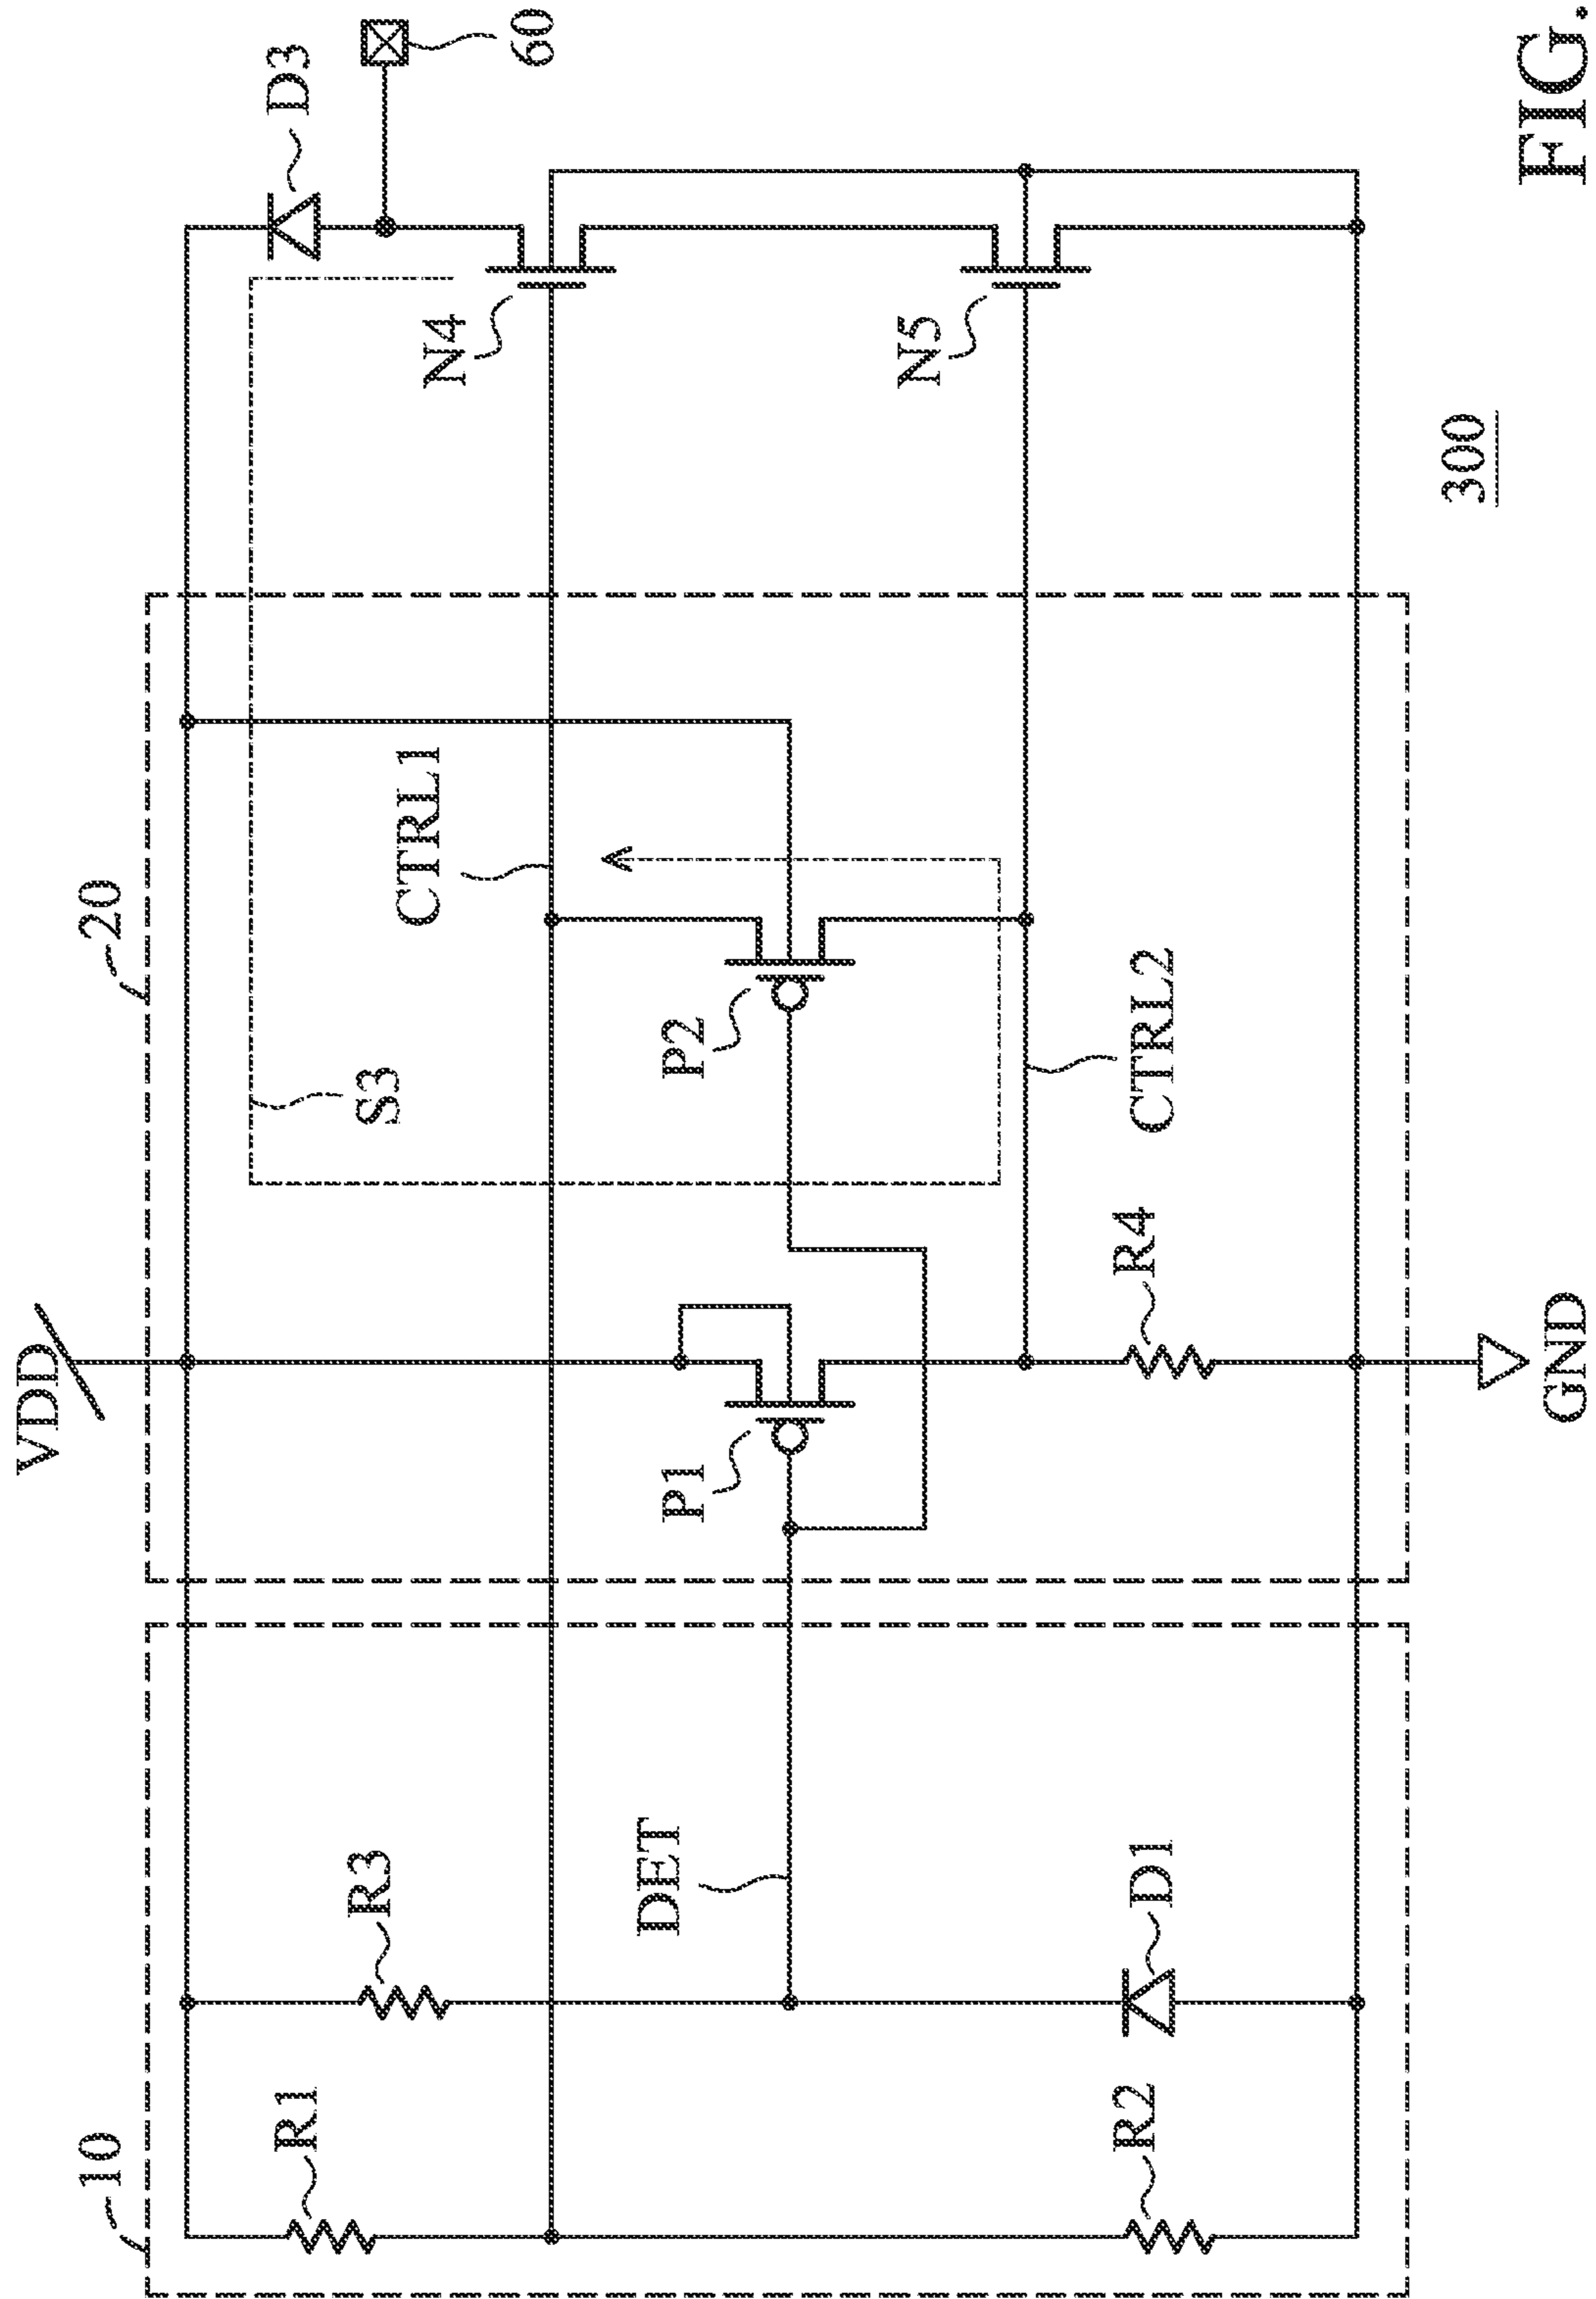 10
20
VDD
D3
60
R1
R3
S3
CTRL1
N4
DET
P1
P2
N5
R2
D1
R4
CTRL2
300
GND
FIG.